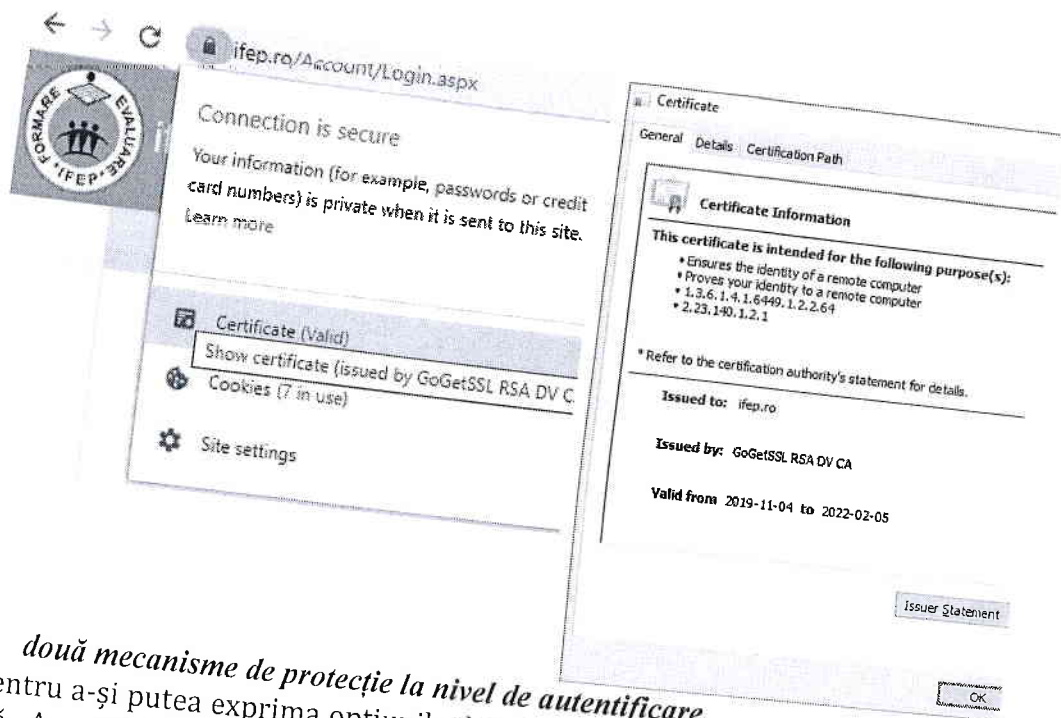 ifep.ro/Account/Login.aspx
FORMARE EVALUARE
IFEP
Connection is secure
Your information (for example, passwords or credit
card numbers) is private when it is sent to this site.
Learn more
Certificate (Valid)
Show certificate (issued by GoGetSSL RSA DV C
Cookies (7 in use)
Site settings
Certificate
General Details Certification Path
Certificate Information
This certificate is intended for the following purpose(s):
• Ensures the identity of a remote computer
• Proves your identity to a remote computer
• 1.3.6.1.4.1.6449.1.2.2.64
• 2.23.140.1.2.1
* Refer to the certification authority's statement for details.
Issued to: ifep.ro
Issued by: GoGetSSL RSA DV CA
Valid from 2019-11-04 to 2022-02-05
Issuer Statement
OK
două mecanisme de protecție la nivel de autentificare
entru a-și putea exprima